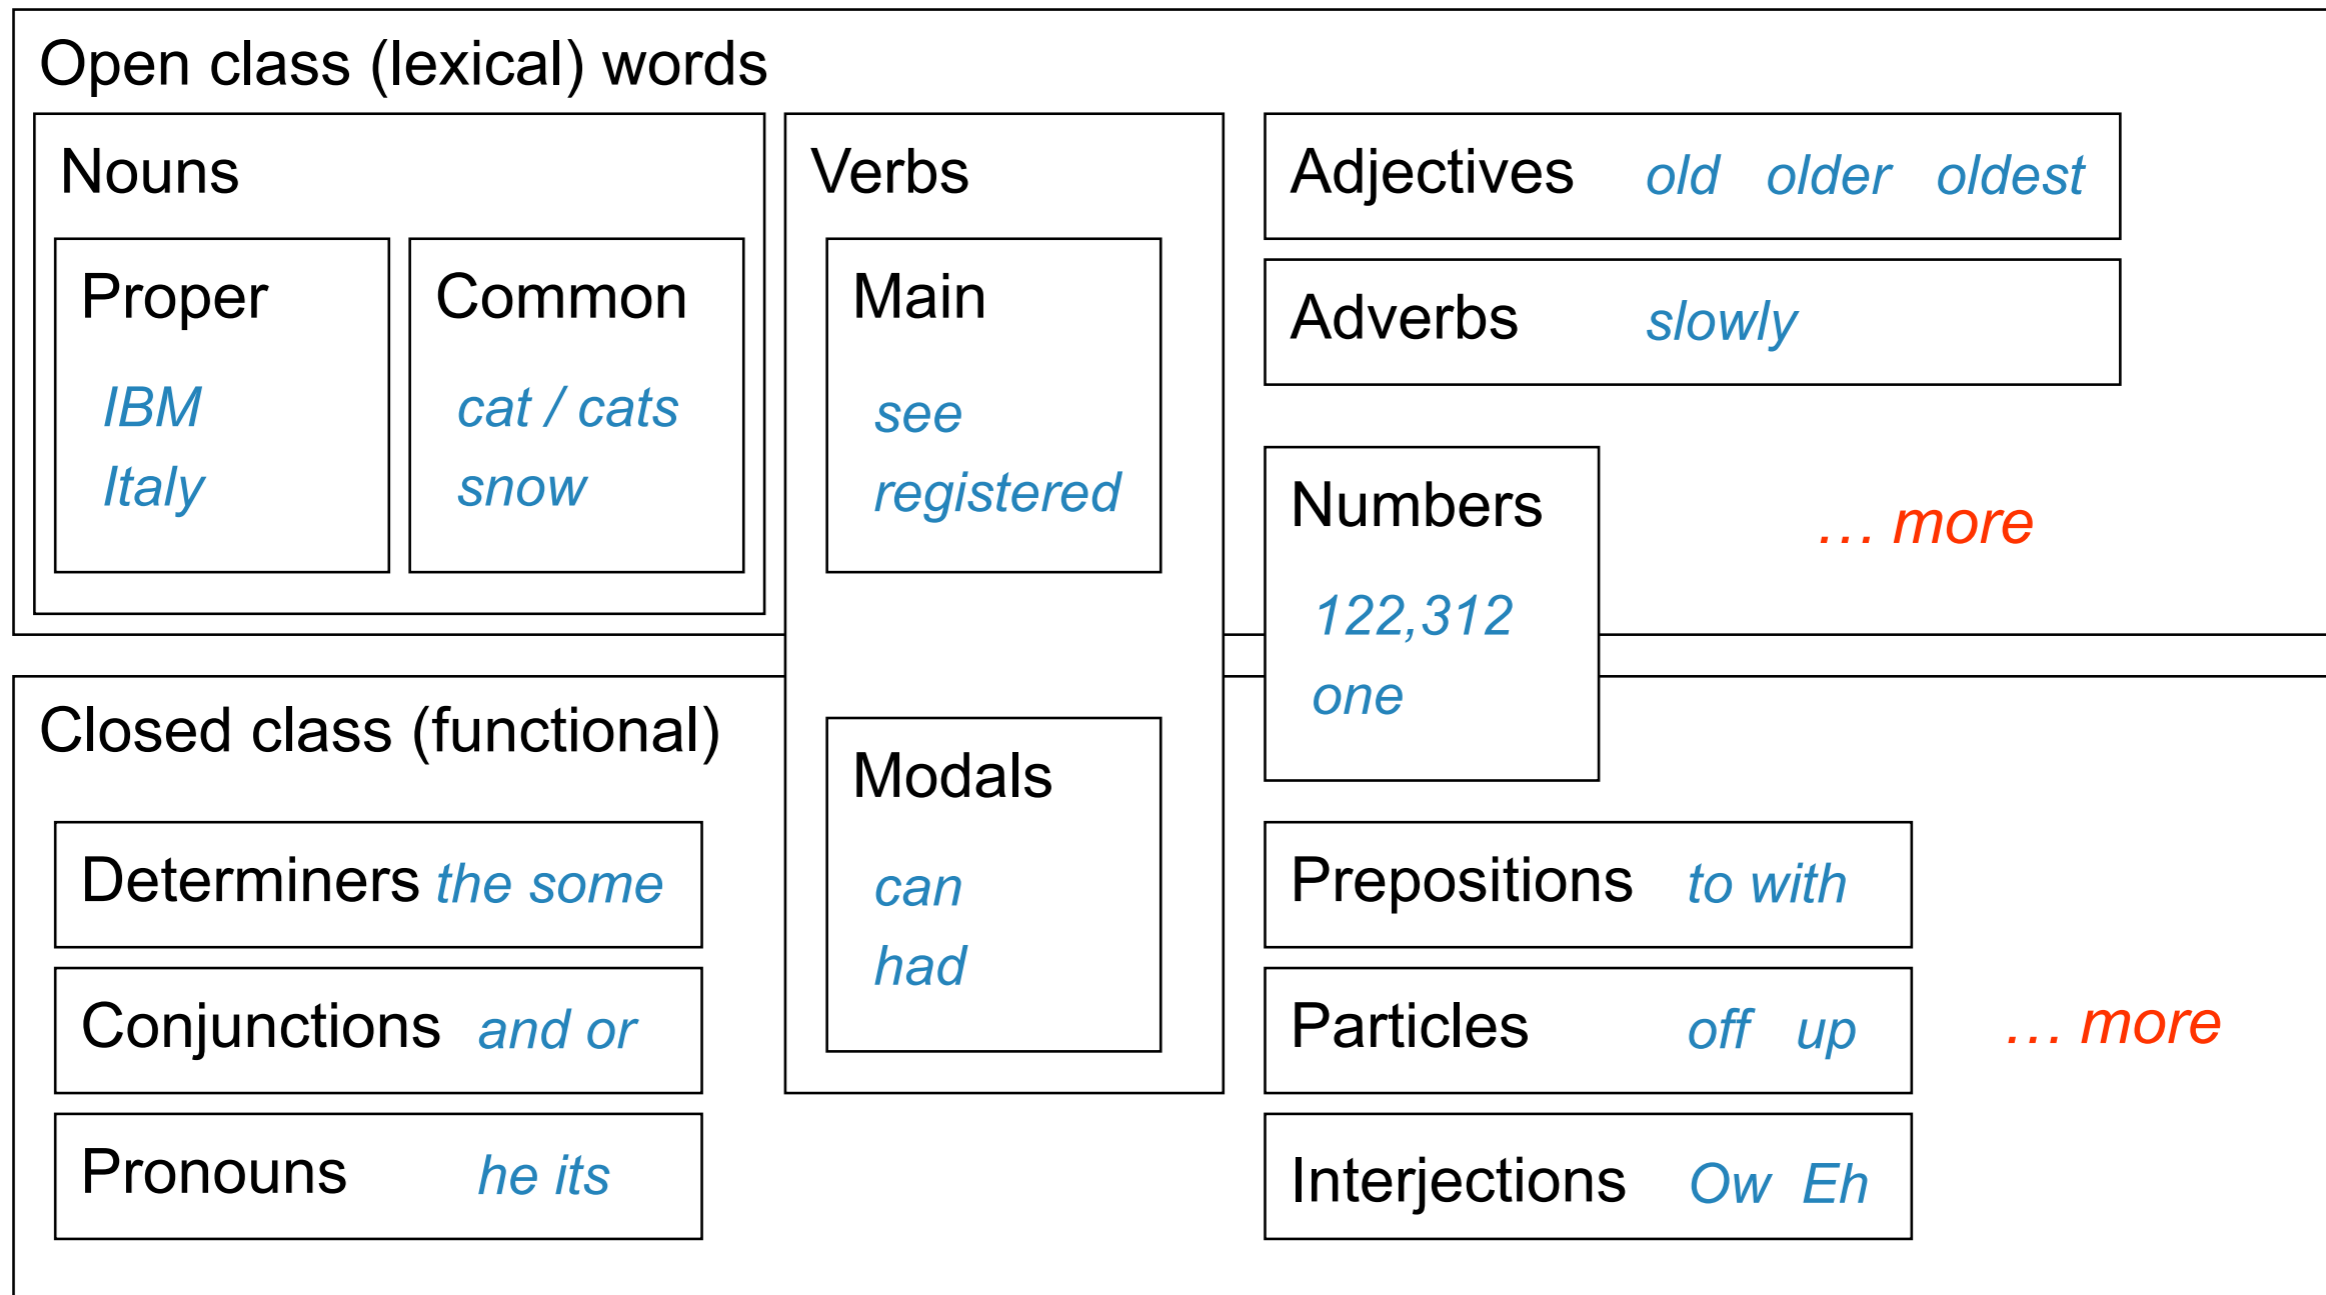 Open class (lexical) words
Nouns
Proper
IBM
Italy
Common
cat / cats
snow
Verbs
Main
see
registered
Adjectives old older oldest
Adverbs slowly
Numbers
122,312
one
… more
Closed class (functional)
Determiners the some
Conjunctions and or
Pronouns he its
Modals
can
had
Prepositions to with
Particles off up
Interjections Ow Eh
… more